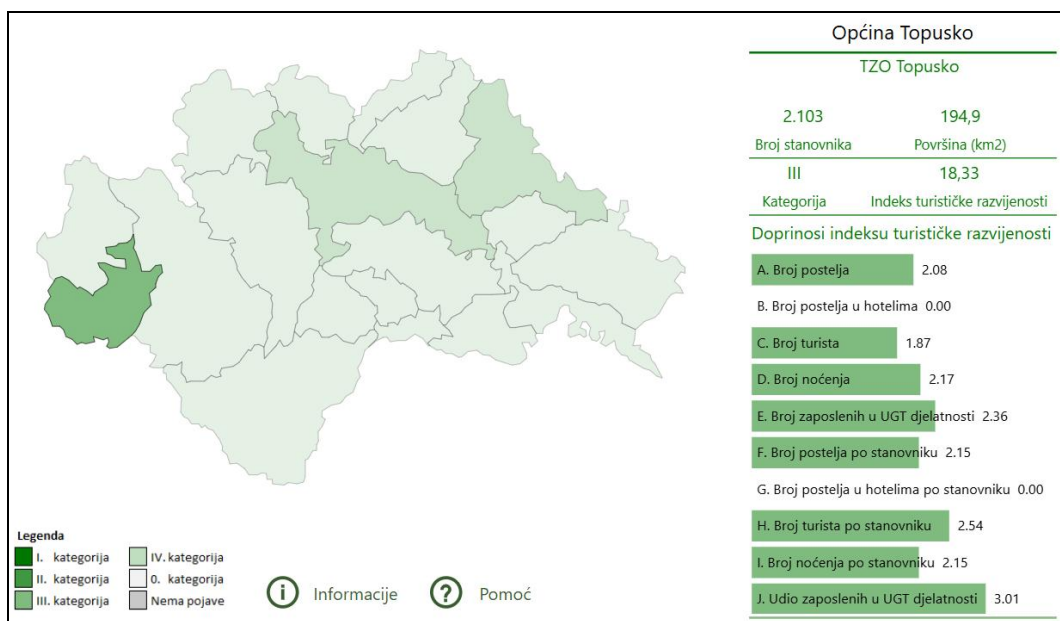 Općina Topusko
TZO Topusko
2.103 194,9
Broj stanovnika Površina (km2)
III 18,33
Kategorija Indeks turističke razvijenosti
Doprinosi indeksu turističke razvijenosti
A. Broj postelja 2.08
B. Broj postelja u hotelima 0.00
C. Broj turista 1.87
D. Broj noćenja 2.17
E. Broj zaposlenih u UGT djelatnosti 2.36
F. Broj postelja po stanovniku 2.15
G. Broj postelja u hotelima po stanovniku 0.00
H. Broj turista po stanovniku 2.54
I. Broj noćenja po stanovniku 2.15
J. Udio zaposlenih u UGT djelatnosti 3.01
Legenda
I. kategorija IV. kategorija
II. kategorija 0. kategorija
III. kategorija Nema pojave
i Informacije ? Pomoć